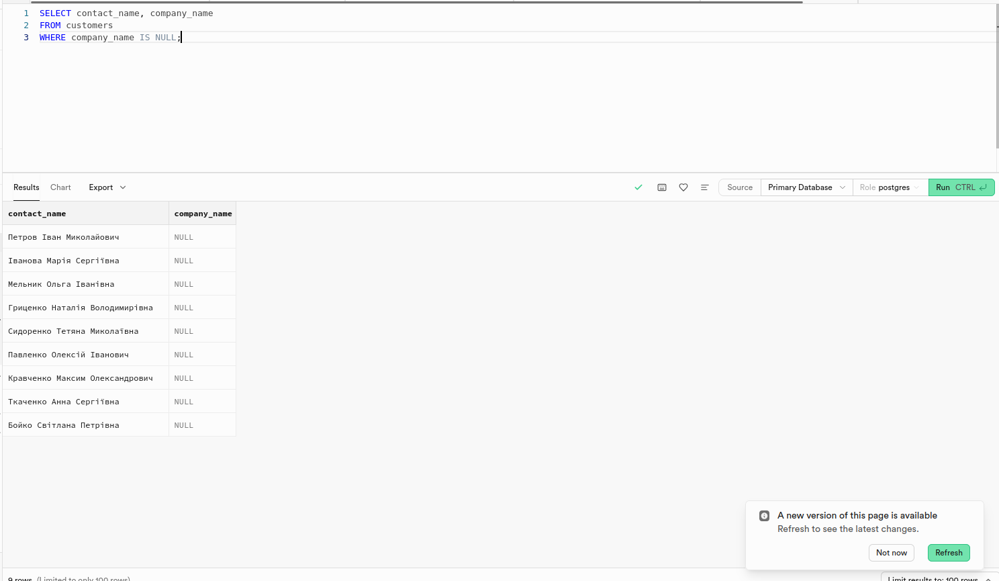 1 SELECT contact_name, company_name
2 FROM customers
3 WHERE company_name IS NULL;
Results Chart Export Source Primary Database Role postgres Run CTRL
contact_name company_name
Петров Іван Миколайович NULL
Іванова Марія Сергіївна NULL
Мельник Ольга Іванівна NULL
Гриценко Наталія Володимирівна NULL
Сидоренко Тетяна Миколаївна NULL
Павленко Олексій Іванович NULL
Кравченко Максим Олександрович NULL
Ткаченко Анна Сергіївна NULL
Бойко Світлана Петрівна NULL
A new version of this page is available
Refresh to see the latest changes.
Not now Refresh
9 rows (Limited to only 100 rows) Limit results to: 100 rows